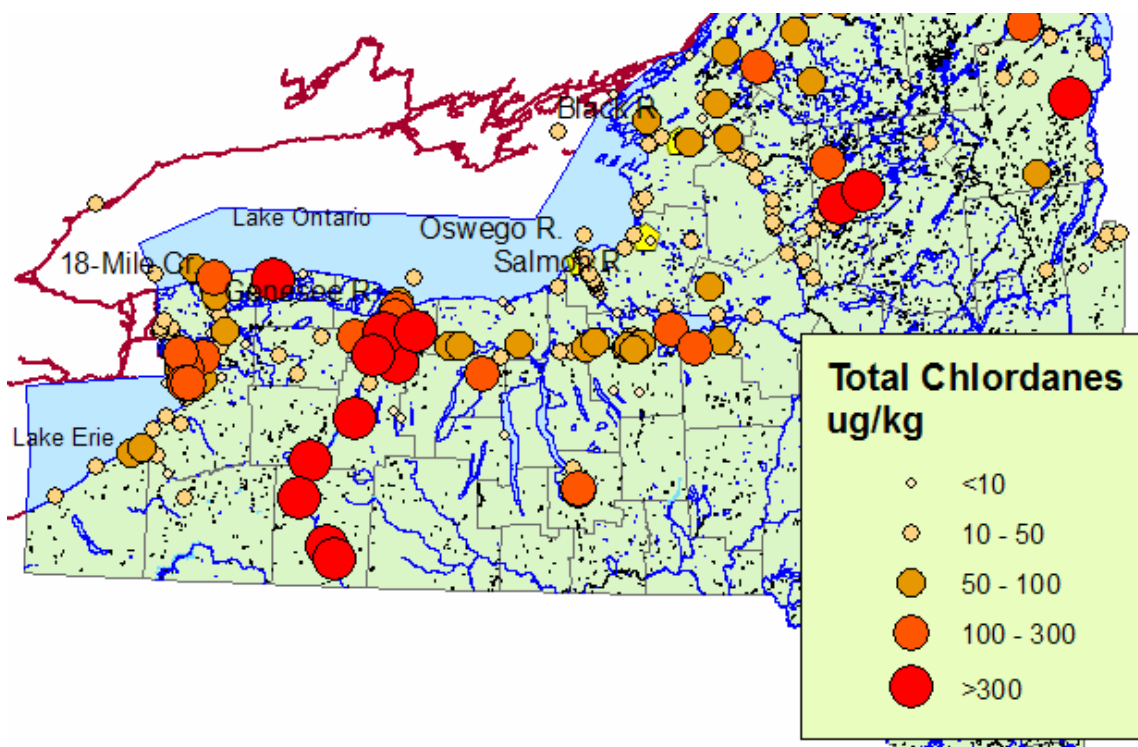 Black R.
Lake Ontario
Oswego R.
18-Mile Cr.
Salmon R.
Genesee R.
Lake Erie
Total Chlordanes
ug/kg
<10
10 - 50
50 - 100
100 - 300
>300